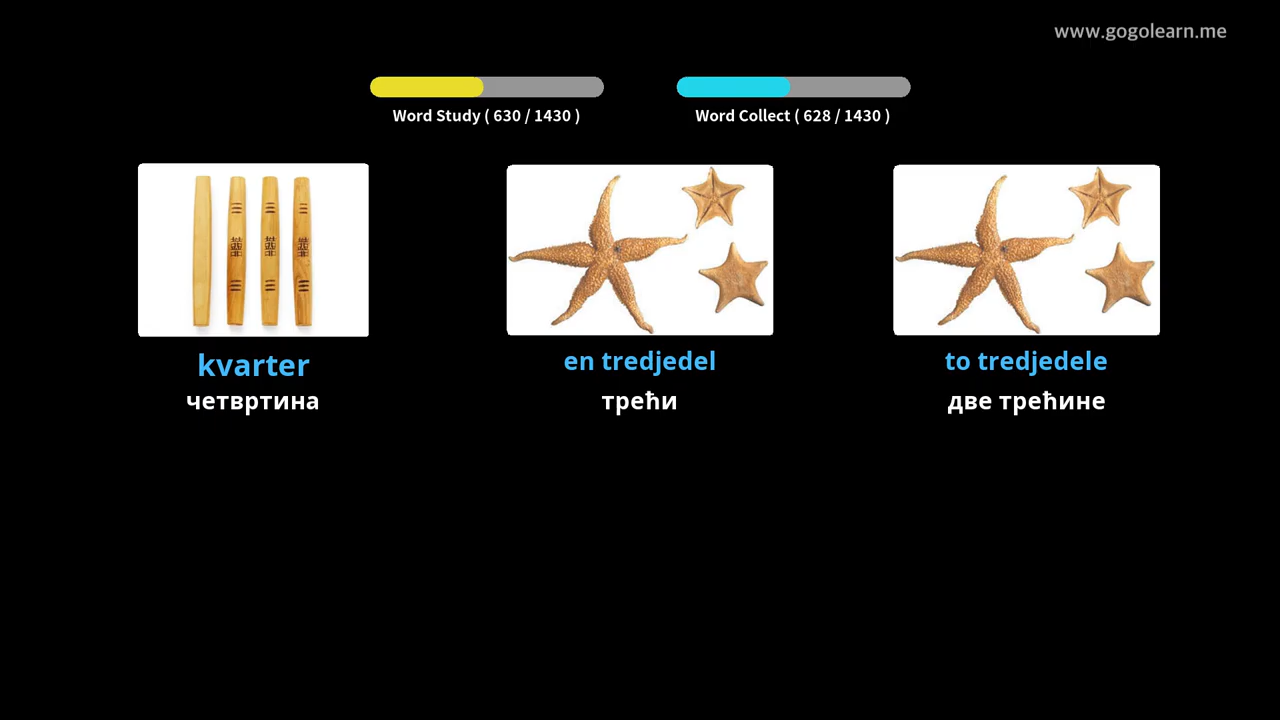 www.gogolearn.me
Word Study ( 630 / 1430 )
Word Collect ( 628 / 1430 )
kvarter
четвртина
en tredjedel
трећи
to tredjedele
две трећине